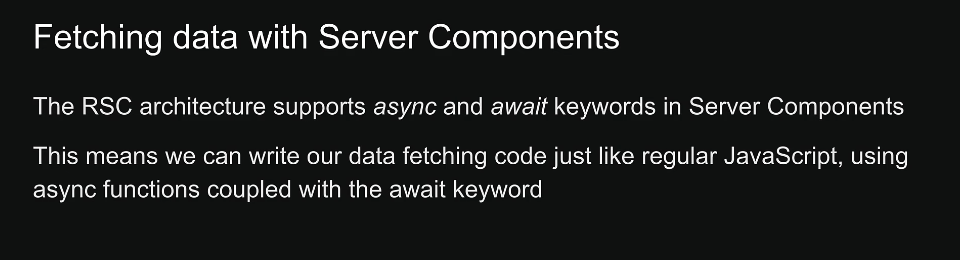 Fetching data with Server Components
The RSC architecture supports async and await keywords in Server Components
This means we can write our data fetching code just like regular JavaScript, using
async functions coupled with the await keyword